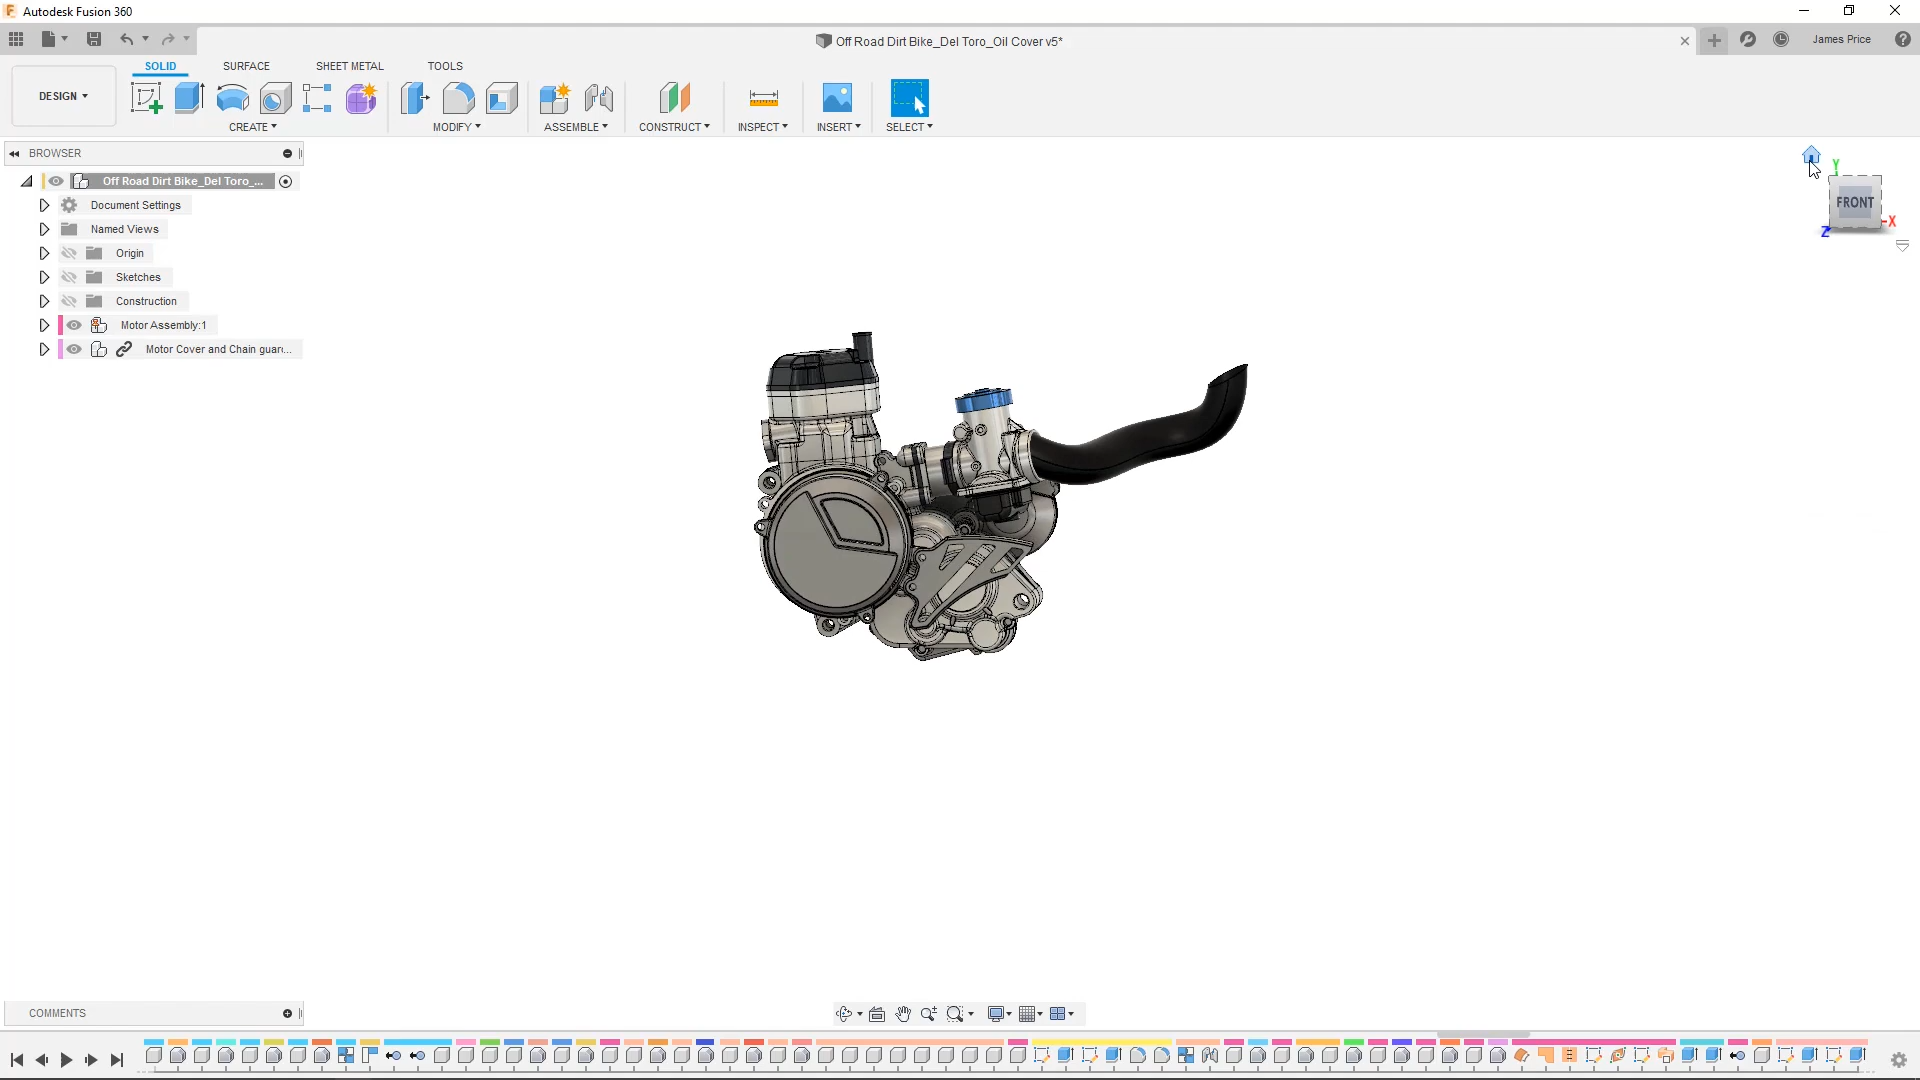 Autodesk Fusion 360
Off Road Dirt Bike_Del Toro_Oil Cover v5*
James Price
SOLID SURFACE SHEET METAL TOOLS
DESIGN
CREATE MODIFY ASSEMBLE CONSTRUCT INSPECT INSERT SELECT
BROWSER
Off Road Dirt Bike_Del Toro_...
Document Settings
Named Views
Origin
Sketches
Construction
Motor Assembly:1
Motor Cover and Chain guar...
Y
FRONT
X
Z
COMMENTS